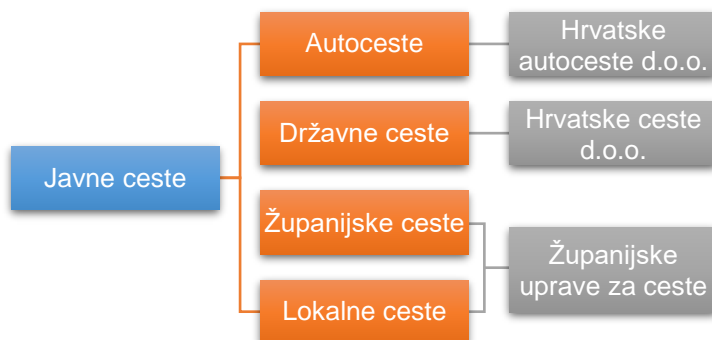 Javne ceste
Autoceste
Hrvatske
autoceste d.o.o.
Državne ceste
Hrvatske ceste
d.o.o.
Županijske ceste
Lokalne ceste
Županijske
uprave za ceste